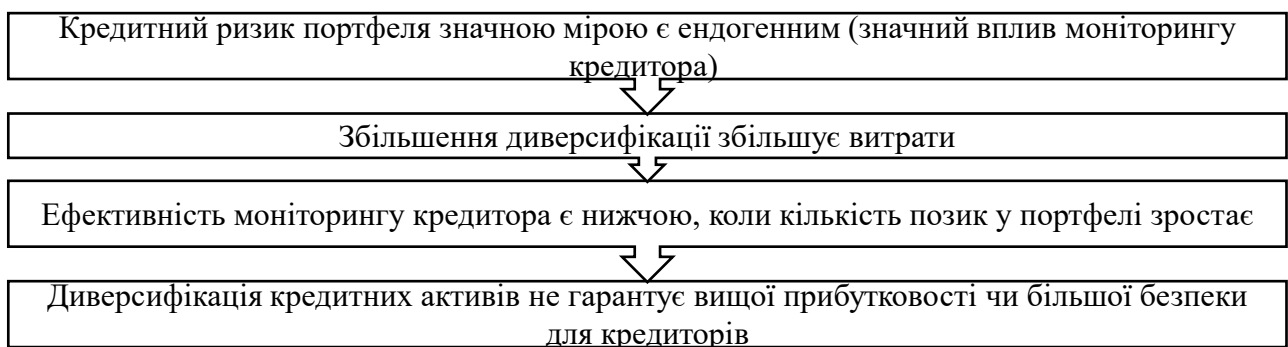 Кредитний ризик портфеля значною мірою є ендогенним (значний вплив моніторингу
кредитора)
Збільшення диверсифікації збільшує витрати
Ефективність моніторингу кредитора є нижчою, коли кількість позик у портфелі зростає
Диверсифікація кредитних активів не гарантує вищої прибутковості чи більшої безпеки
для кредиторів